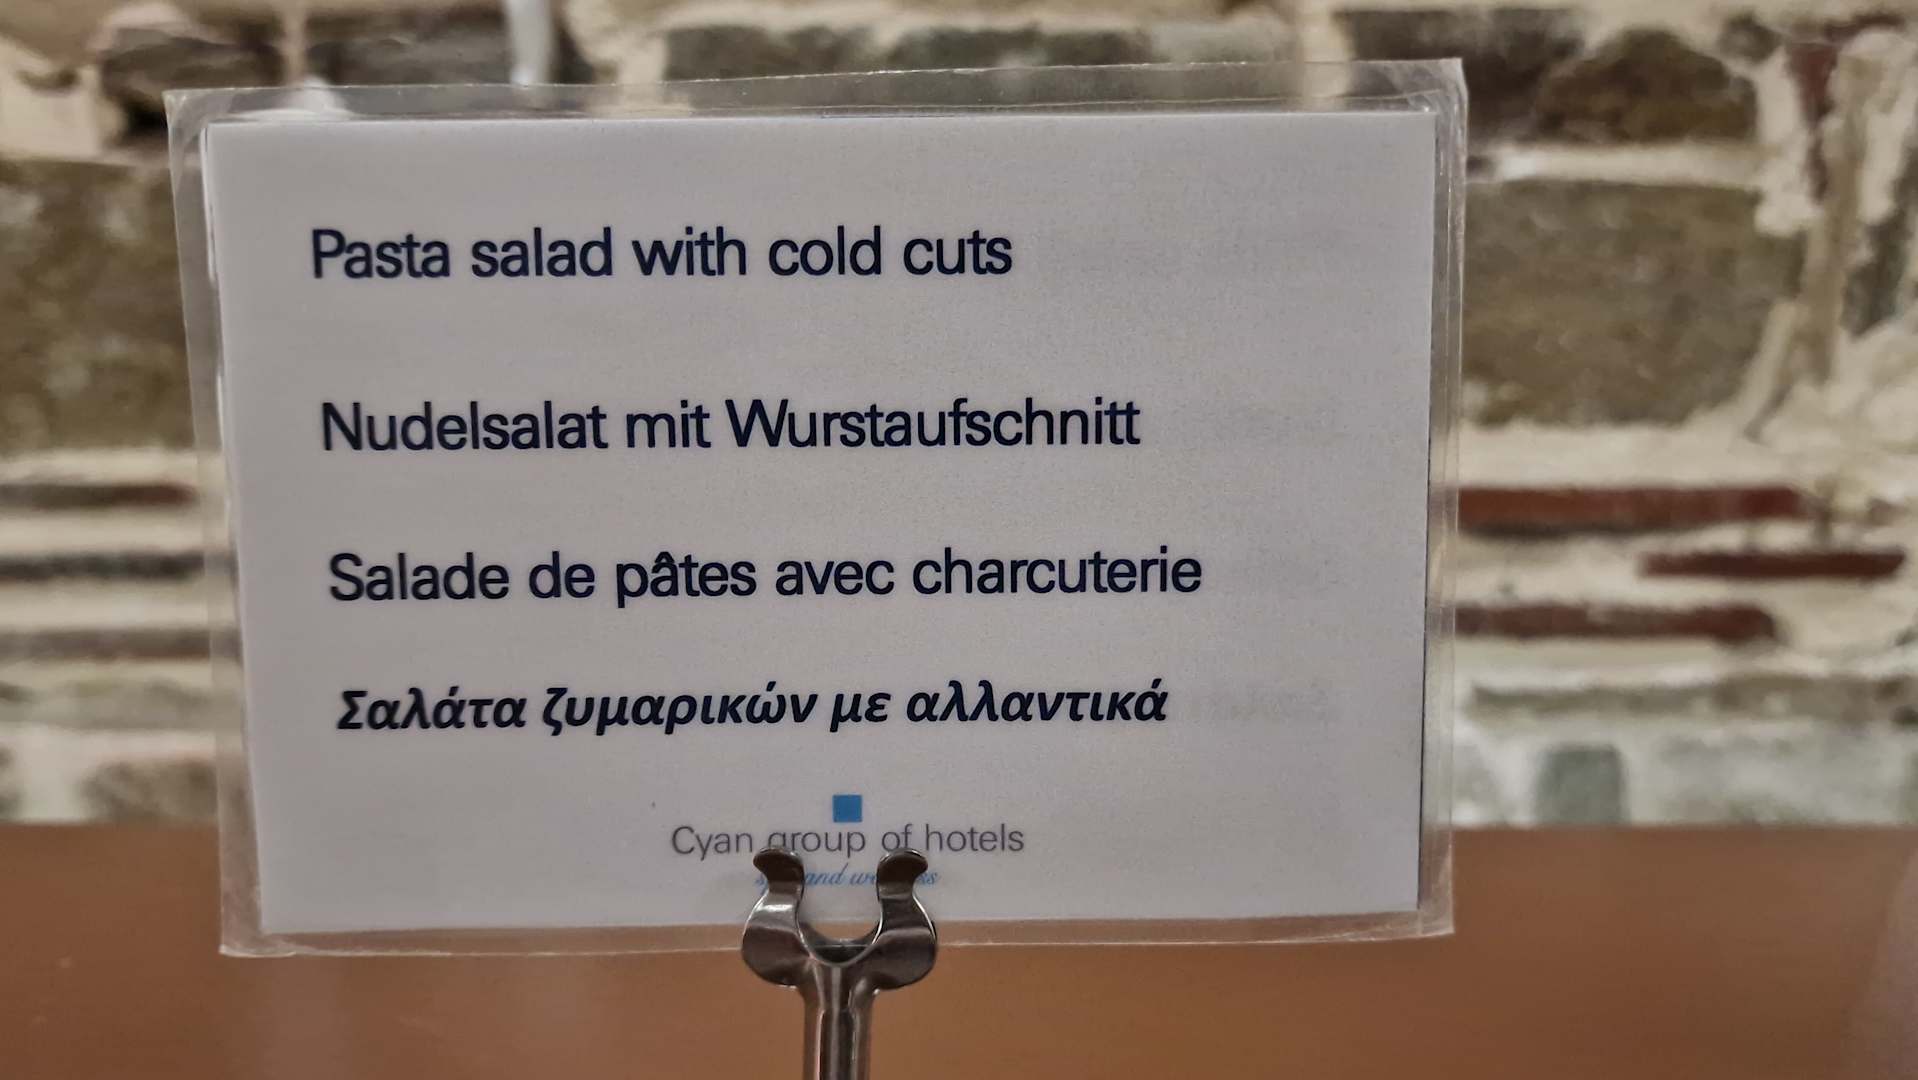 Pasta salad with cold cuts
Nudelsalat mit Wurstaufschnitt
Salade de pâtes avec charcuterie
Σαλάτα ζυμαρικών με αλλαντικά
Cyan group of hotels
and